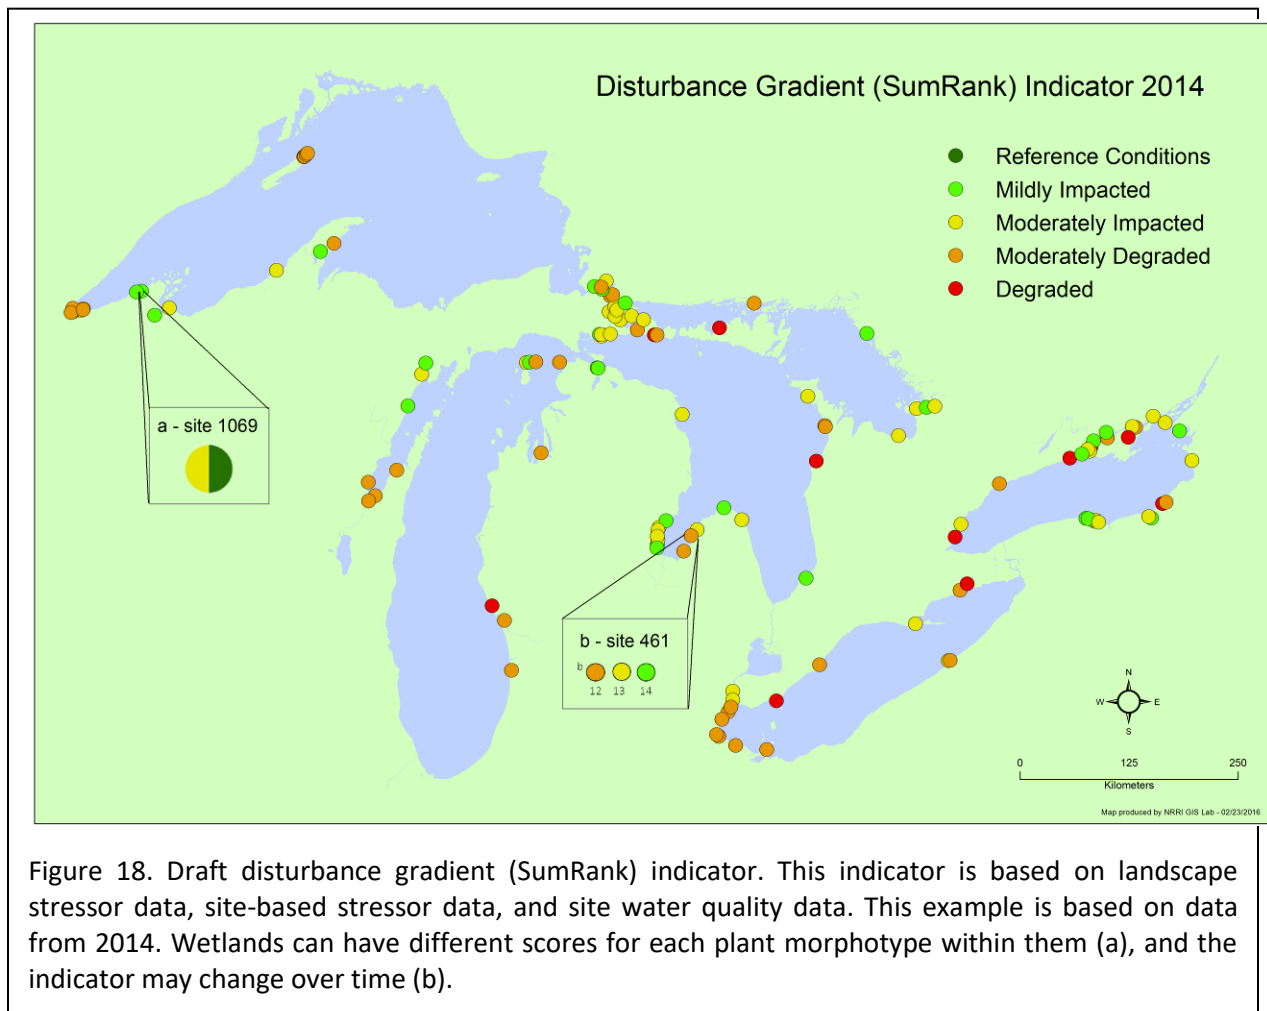 Disturbance Gradient (SumRank) Indicator 2014
Reference Conditions
Mildly Impacted
Moderately Impacted
Moderately Degraded
Degraded
a - site 1069
b - site 461
b
12 13 14
N
W E
S
0 125 250
Kilometers
Map produced by NRRI GIS Lab - 02/23/2016
Figure 18. Draft disturbance gradient (SumRank) indicator. This indicator is based on landscape
stressor data, site-based stressor data, and site water quality data. This example is based on data
from 2014. Wetlands can have different scores for each plant morphotype within them (a), and the
indicator may change over time (b).